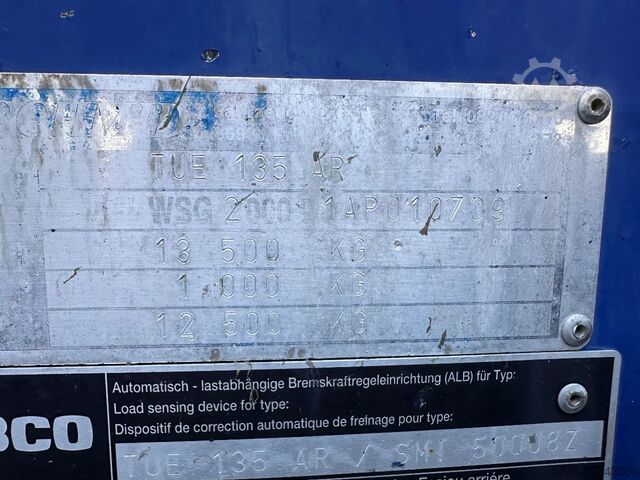 TUE 135 AR
WSG 2000 1AP010709
13 500 KG
1 000 KG
12 500 KG
Automatisch - lastabhängige Bremskraftregeleinrichtung (ALB) für Typ:
Load sensing device for type:
Dispositif de correction automatique de freinage pour type:
BCO
TUE 135 AR / SMI 50008Z